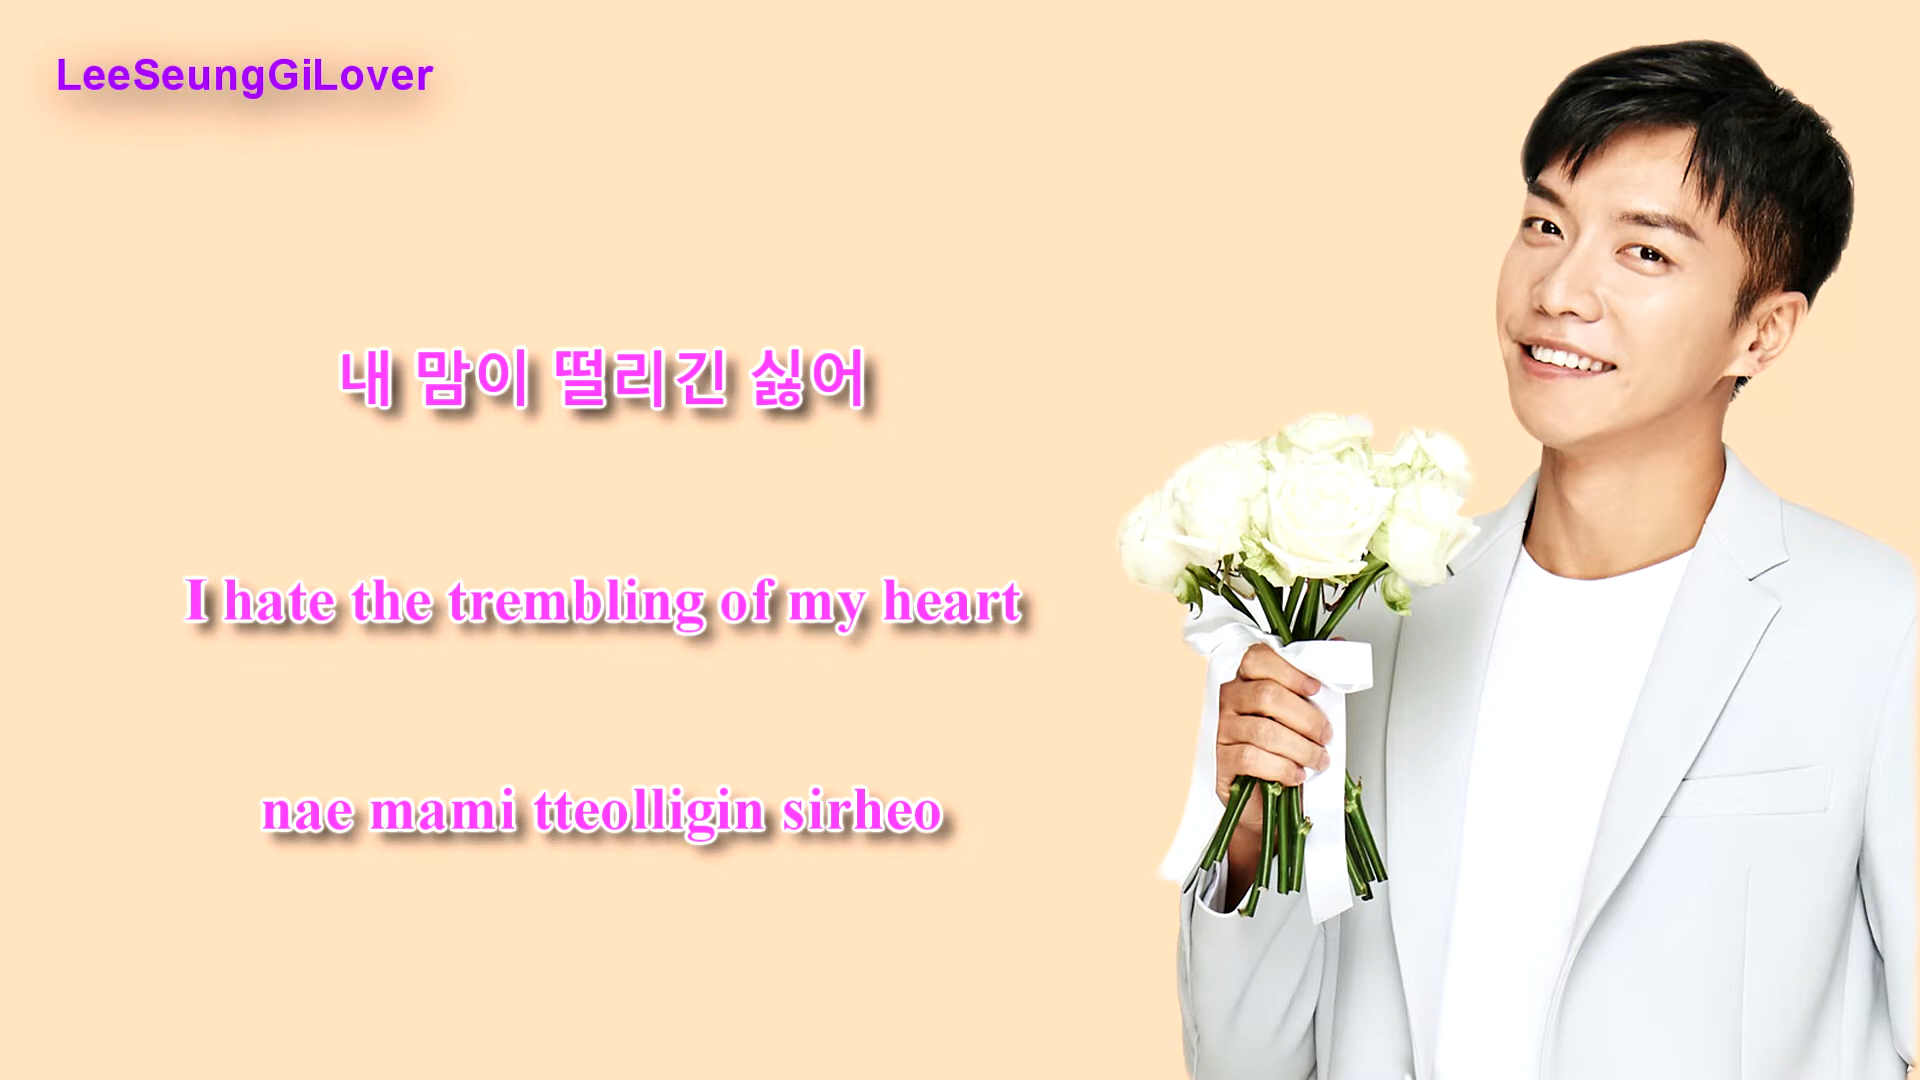 LeeSeungGiLover
내 맘이 떨리긴 싫어
I hate the trembling of my heart
nae mami tteolligin sirheo